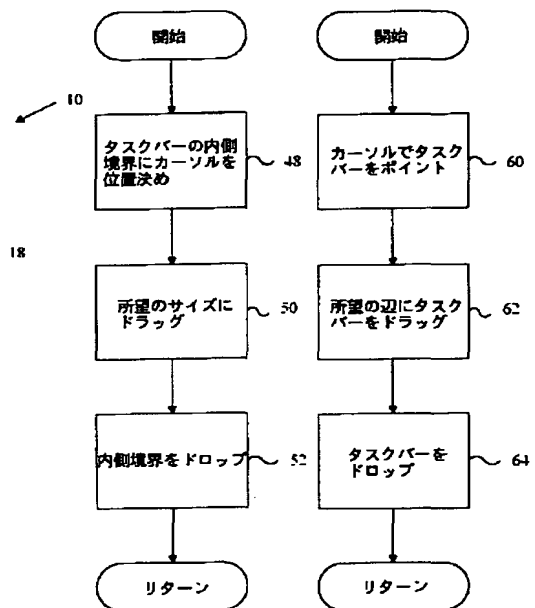 開始
10
タスクバーの内側
境界にカーソルを
位置決め
48
18
所望のサイズに
ドラッグ
50
内側境界をドロップ
52
リターン
開始
カーソルでタスク
バーをポイント
60
所望の辺にタスク
バーをドラッグ
62
タスクバーを
ドロップ
64
リターン